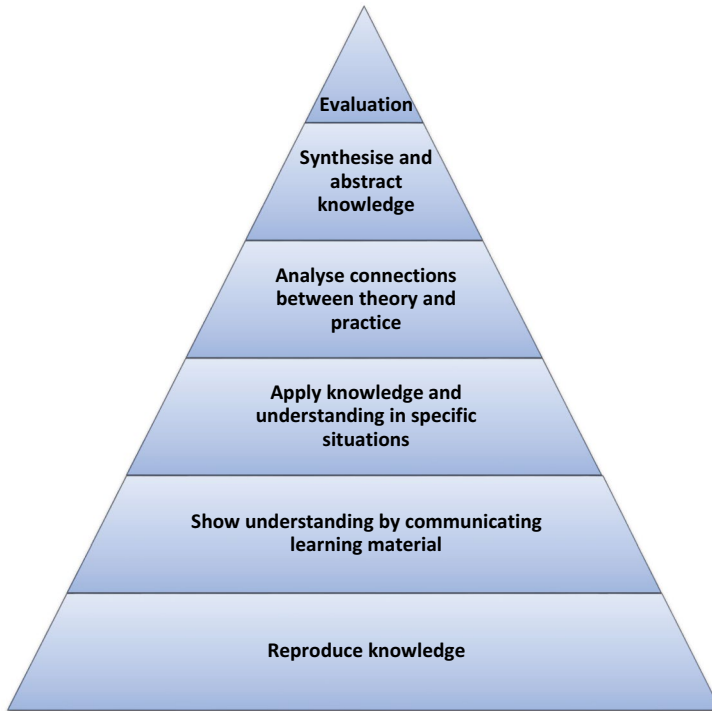 Evaluation
Synthesise and
abstract
knowledge
Analyse connections
between theory and
practice
Apply knowledge and
understanding in specific
situations
Show understanding by communicating
learning material
Reproduce knowledge